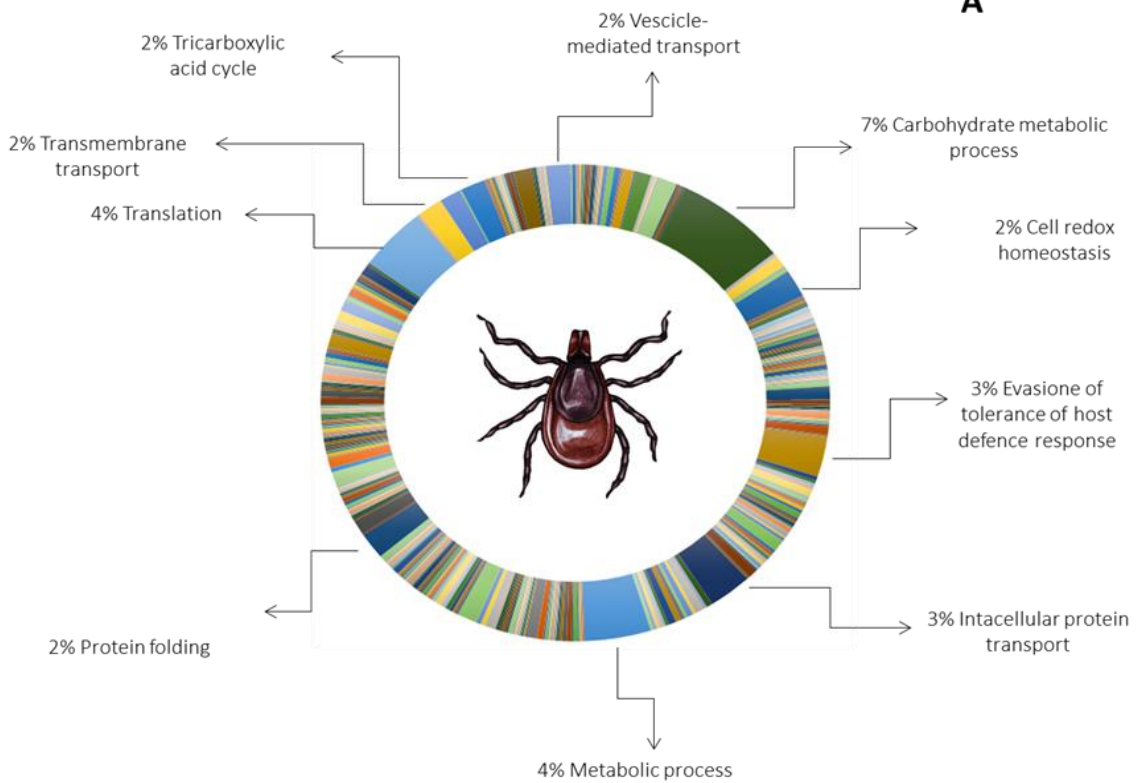 A
2% Vescicle-
mediated transport
2% Tricarboxylic
acid cycle
7% Carbohydrate metabolic
process
2% Transmembrane
transport
4% Translation
2% Cell redox
homeostasis
3% Evasione of
tolerance of host
defence response
3% Intacellular protein
transport
2% Protein folding
4% Metabolic process